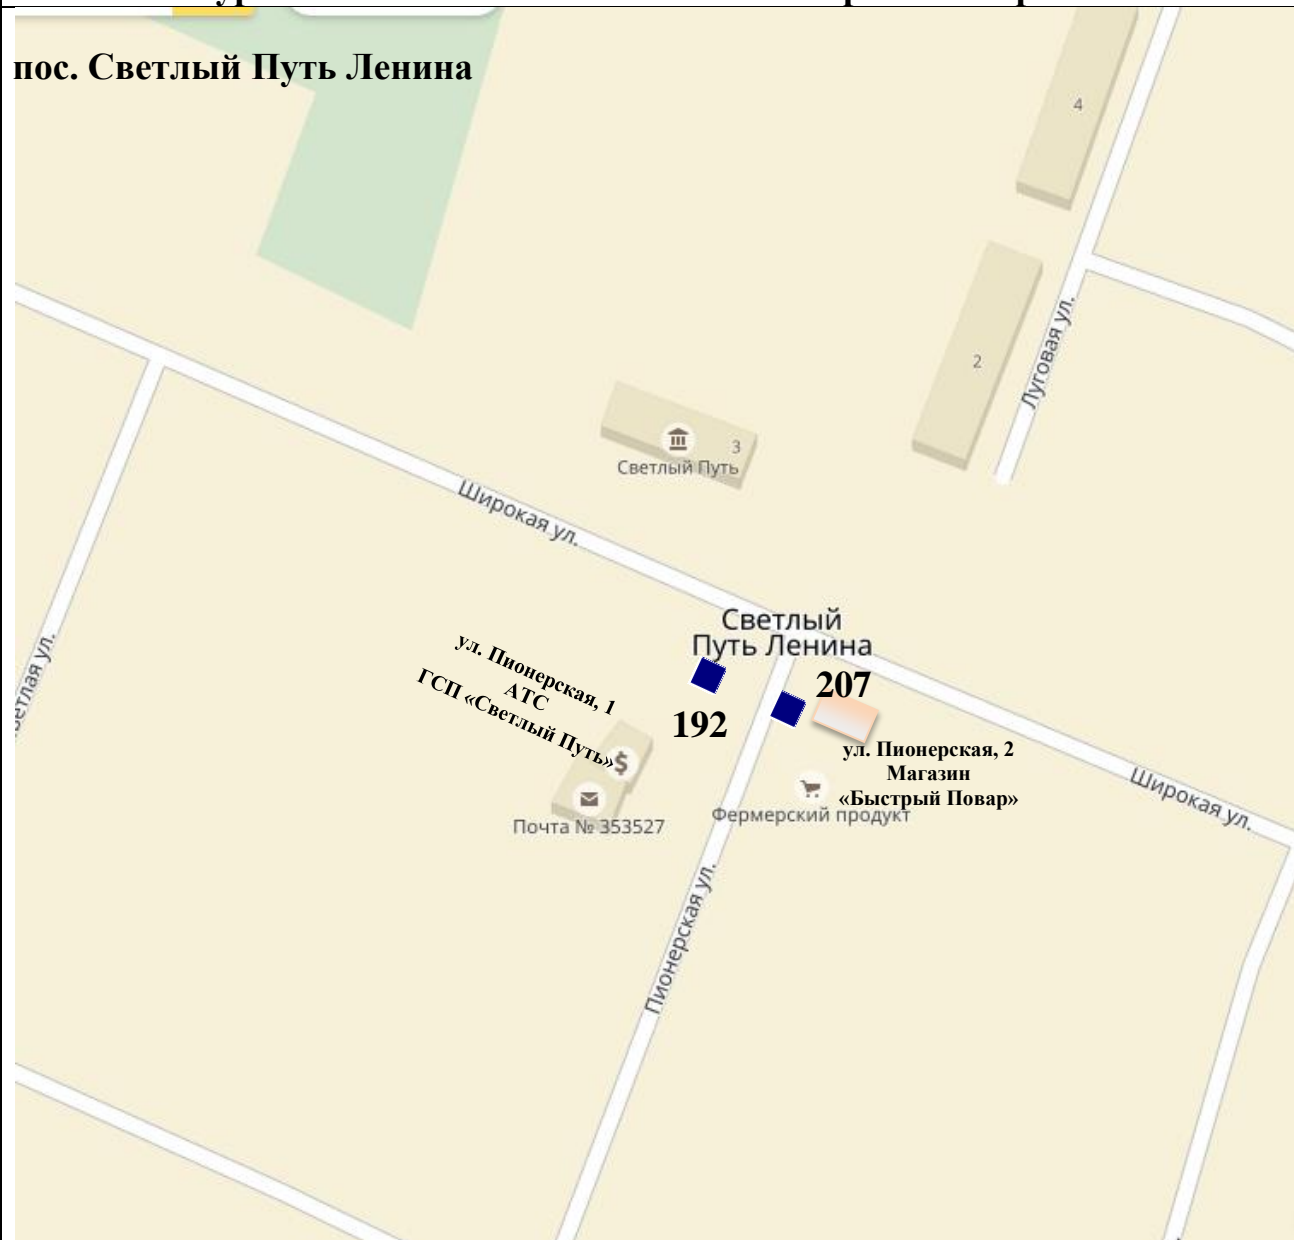 пос. Светлый Путь Ленина
4
2
Луговая ул.
3
Светлый Путь
Широкая ул.
Светлый
Путь Ленина
207
192
ул. Пионерская, 1
АТС
ГСП «Светлый Путь»
$
ул. Пионерская, 2
Магазин
«Быстрый Повар»
Фермерский продукт
Почта № 353527
Широкая ул.
Пионерская ул.